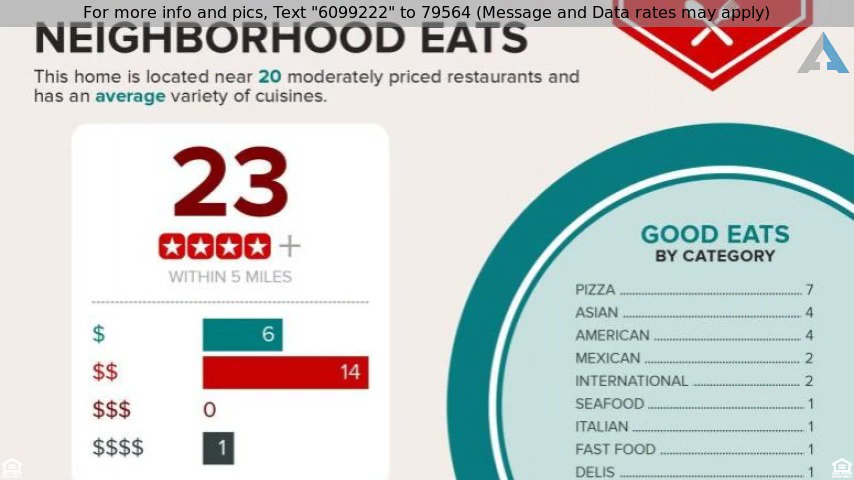 For more info and pics, Text "6099222" to 79564 (Message and Data rates may apply)
NEIGHBORHOOD EATS
This home is located near 20 moderately priced restaurants and
has an average variety of cuisines.
23
+
WITHIN 5 MILES
$ 6
$$ 14
$$$ 0
$$$$ 1
GOOD EATS
BY CATEGORY
PIZZA 7
ASIAN 4
AMERICAN 4
MEXICAN 2
INTERNATIONAL 2
SEAFOOD 1
ITALIAN 1
FAST FOOD 1
DELIS 1